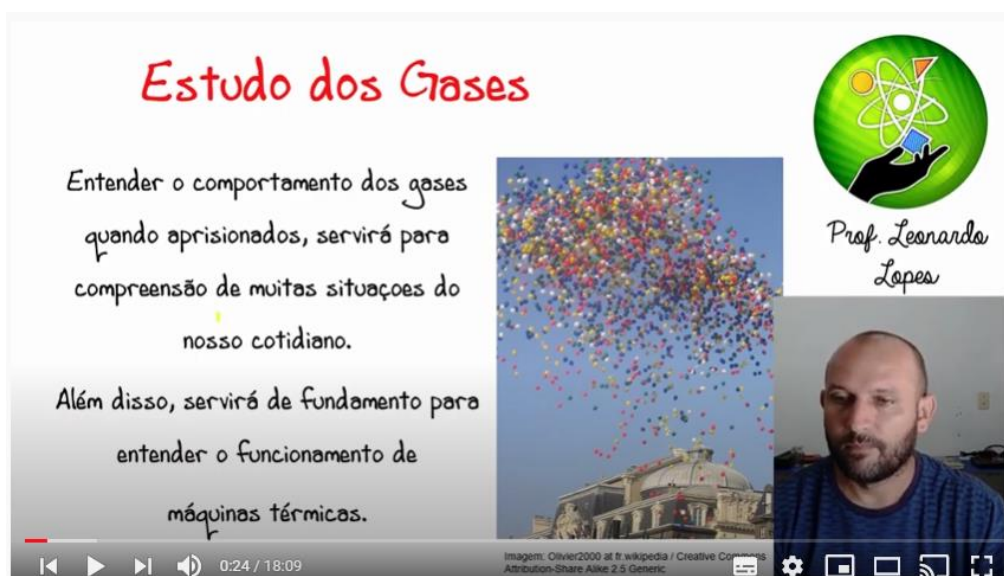 Estudo dos Gases
Entender o comportamento dos gases
quando aprisionados, servirá para
compreensão de muitas situaçoes do
nosso cotidiano.
Além disso, servirá de fundamento para
entender o funcionamento de
máquinas térmicas.
Prof. Leonardo
Lopes
Imagem: Olivier2000 at fr.wikipedia / Creative Commons
Attribution-Share Alike 2.5 Generic
0:24 / 18:09